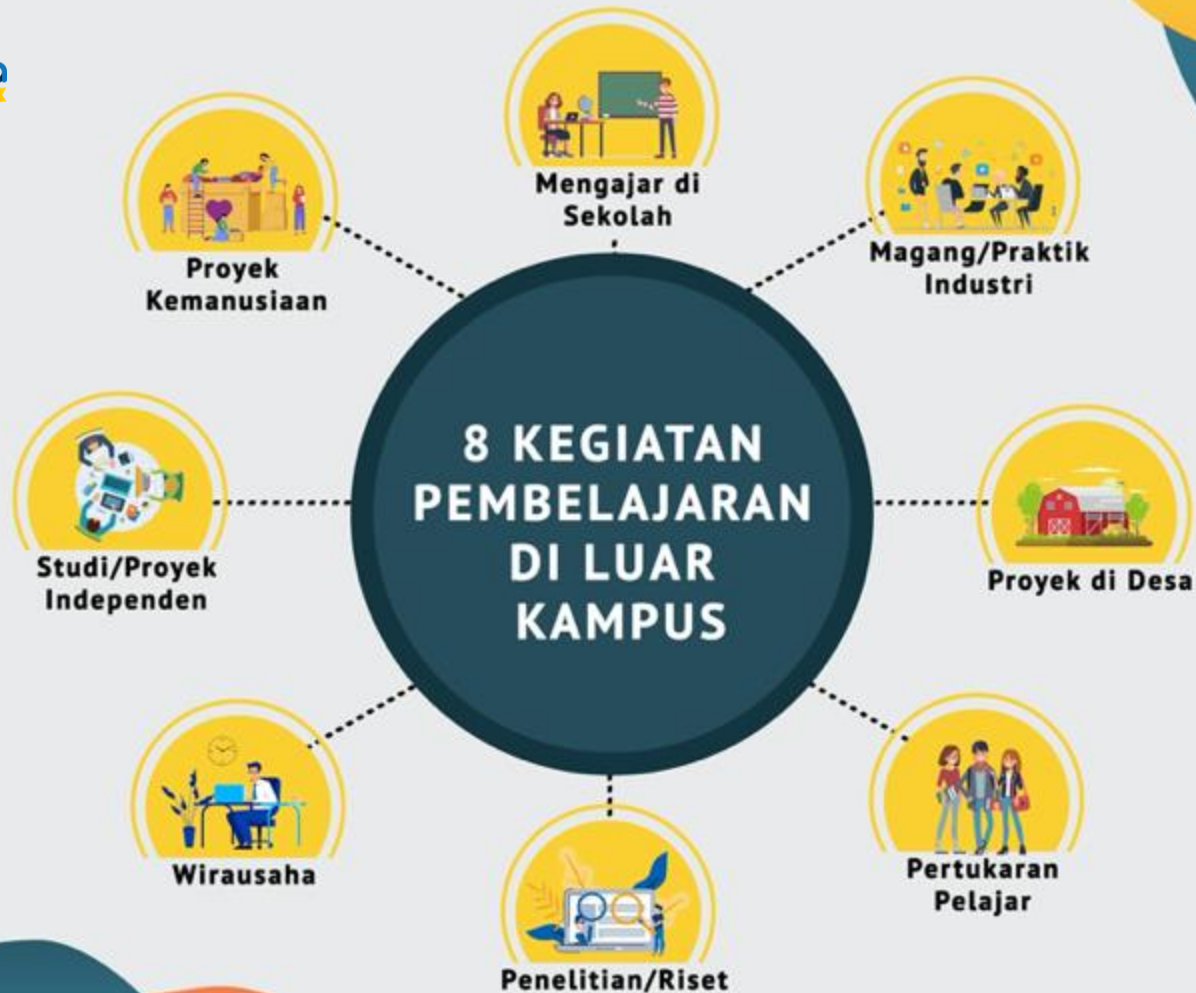 Mengajar di
Sekolah
Magang/Praktik
Industri
Proyek di Desa
Pertukaran
Pelajar
Penelitian/Riset
Wirausaha
Studi/Proyek
Independen
Proyek
Kemanusiaan
8 KEGIATAN
PEMBELAJARAN
DI LUAR
KAMPUS